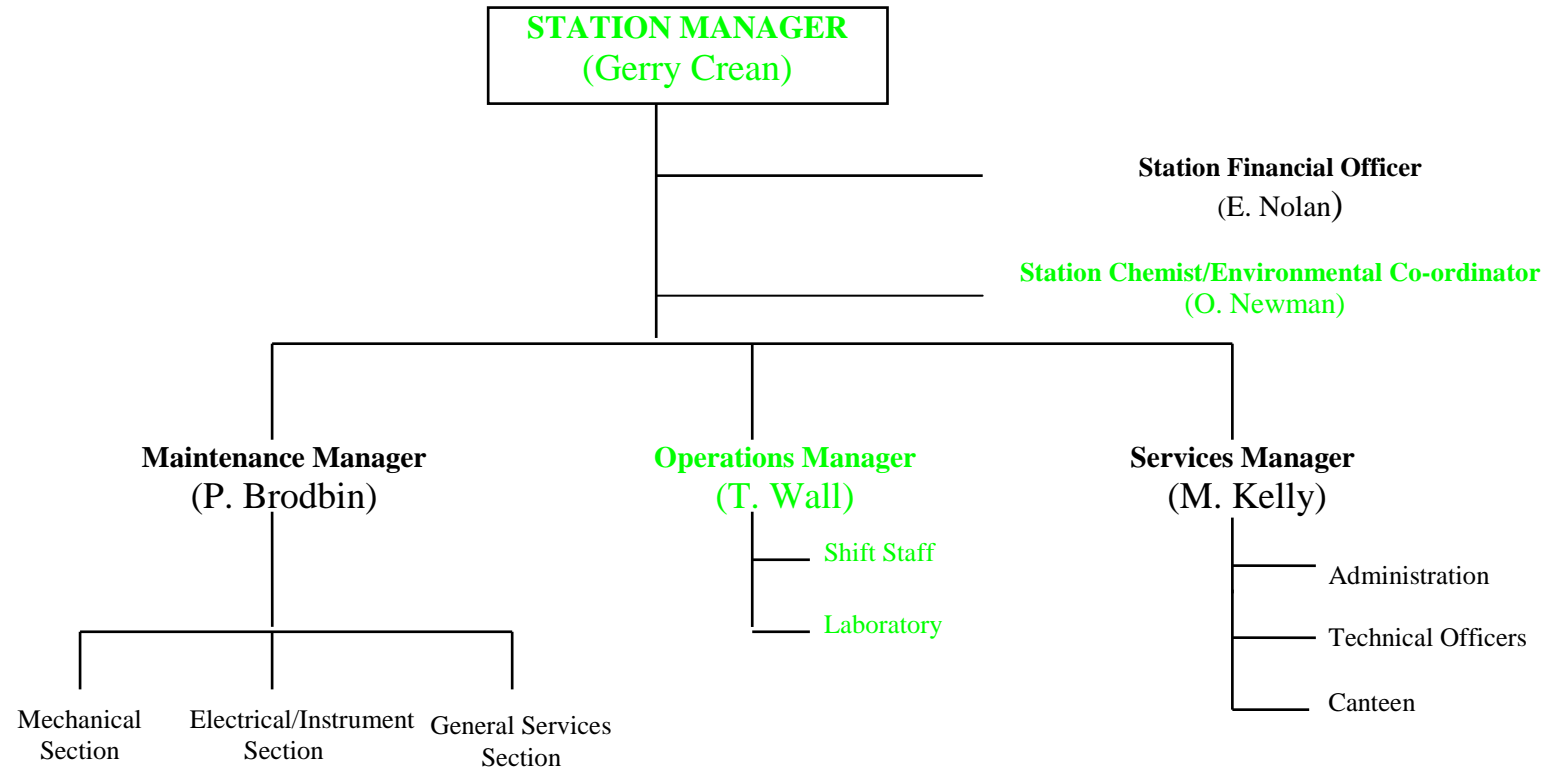 STATION MANAGER
(Gerry Crean)
Station Financial Officer
(E. Nolan)
Station Chemist/Environmental Co-ordinator
(O. Newman)
Maintenance Manager
(P. Brodbin)
Operations Manager
(T. Wall)
Services Manager
(M. Kelly)
Shift Staff
Laboratory
Administration
Technical Officers
Canteen
Mechanical
Section
Electrical/Instrument
Section
General Services
Section